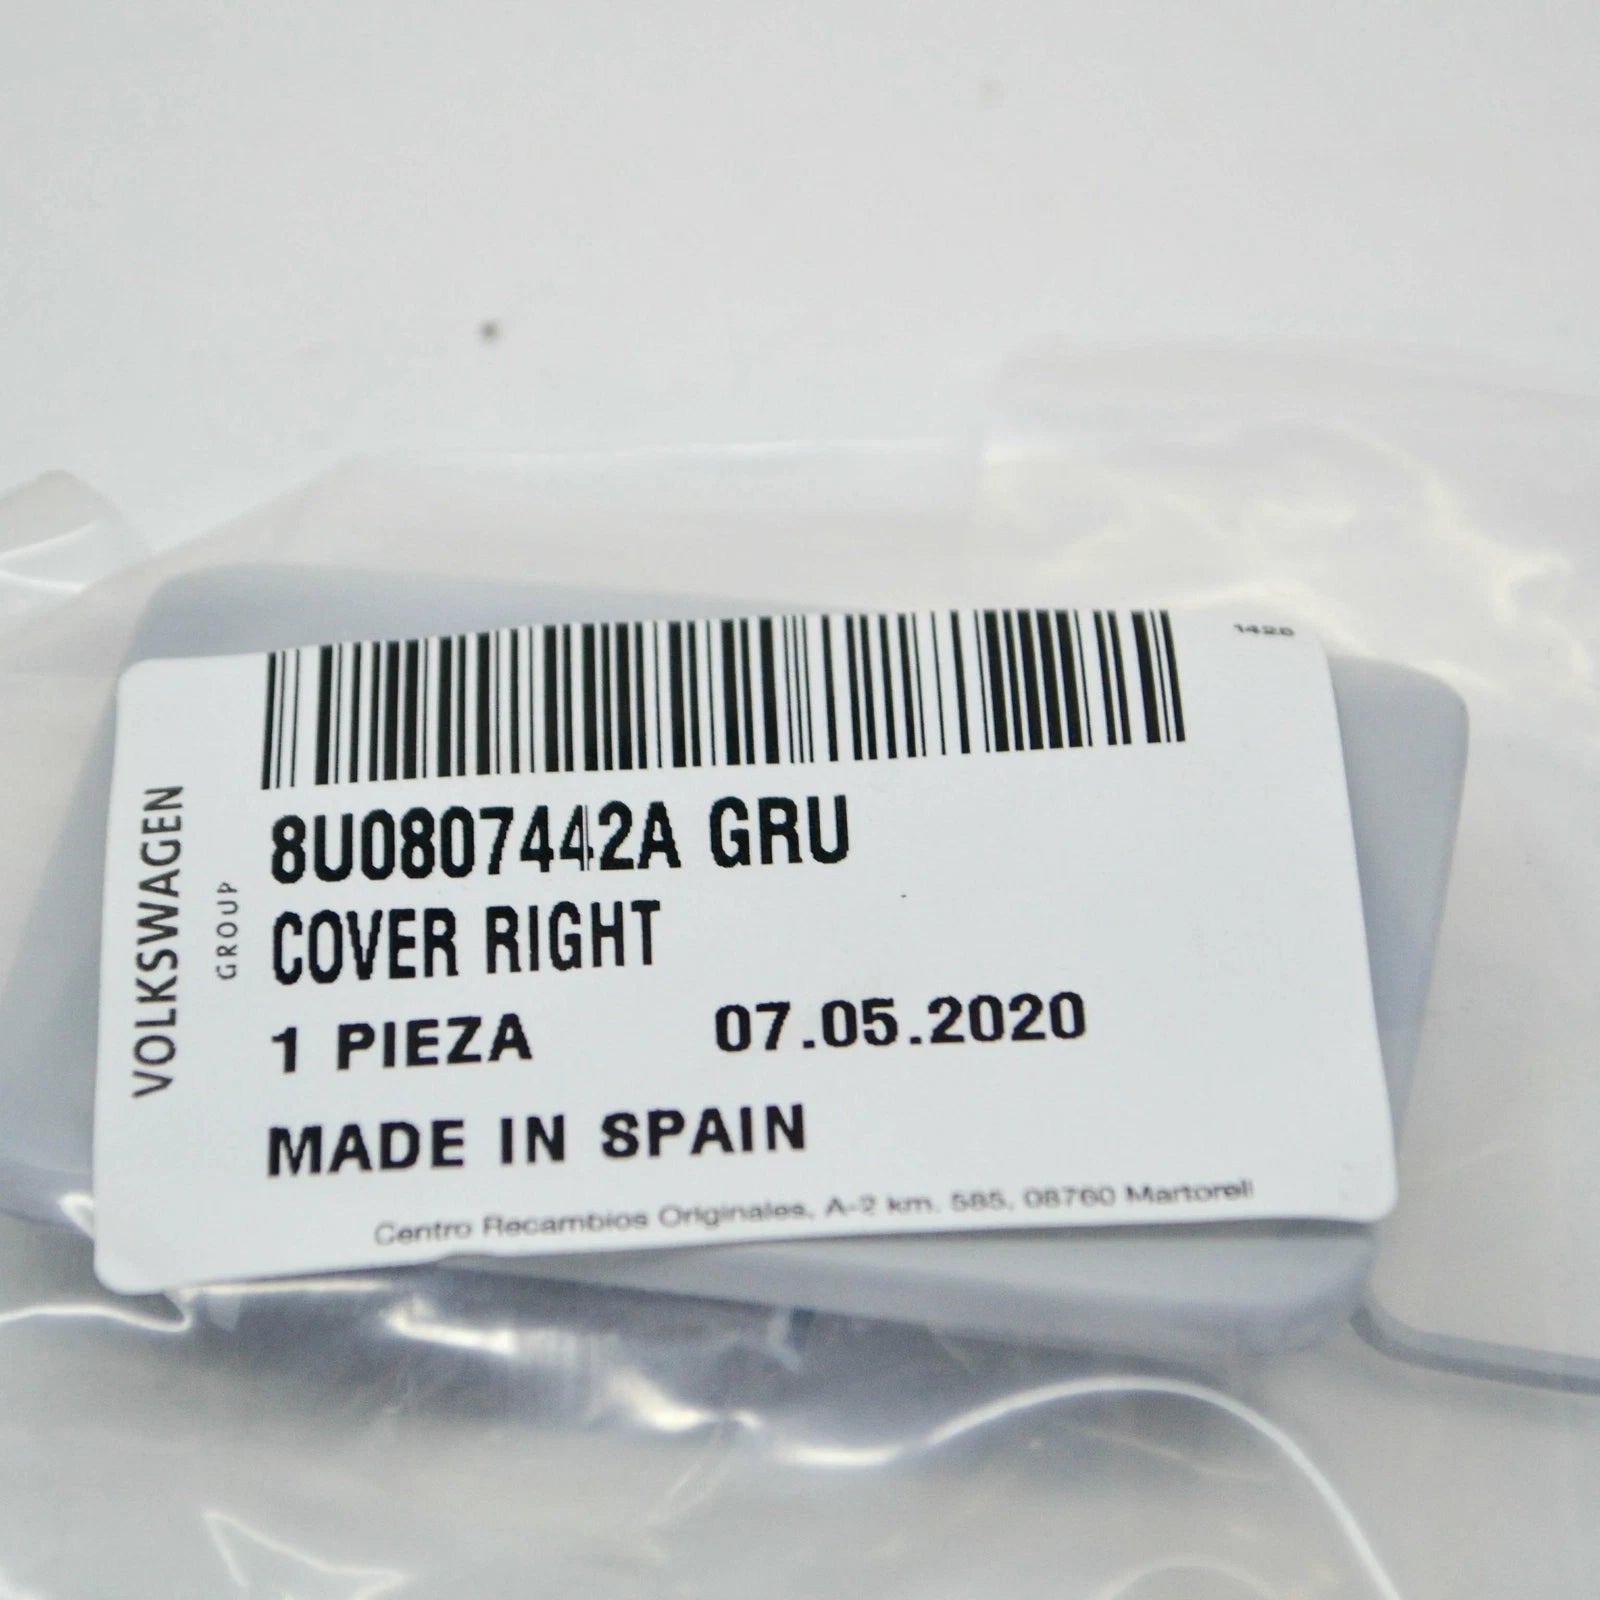 1426
8U0807442A GRU
COVER RIGHT
1 PIEZA 07.05.2020
MADE IN SPAIN
Centro Recambios Originales, A-2 km. 585, 08760 Martorell
VOLKSWAGEN
GROUP